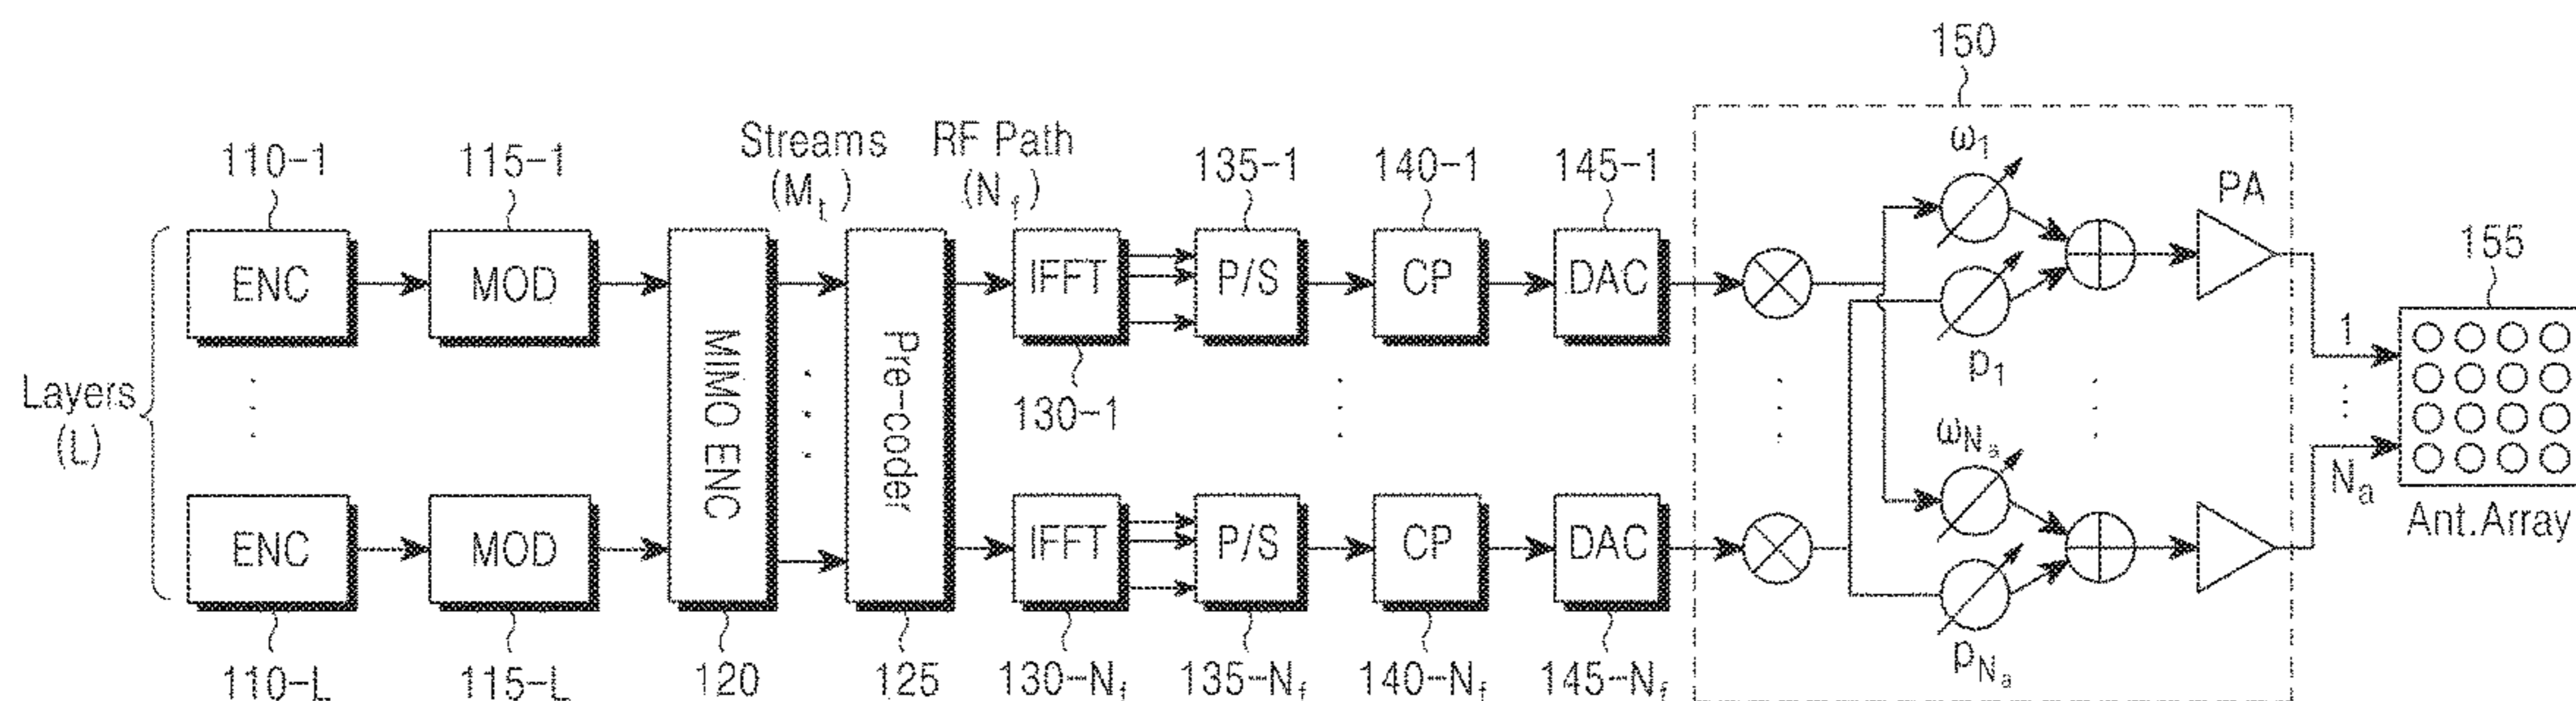 150
ω1
Streams
(Mt)
RF Path
(Nf)
110-1
115-1
135-1
140-1
145-1
PA
155
ENC
MOD
IFFT
P/S
CP
DAC
MIMO ENC
Pre-coder
1
p1
130-1
Layers
(L)
ωNa
Na
ENC
MOD
IFFT
P/S
CP
DAC
Ant.Array
pNa
110-L
115-L
120
125
130-Nf
135-Nf
140-Nf
145-Nf